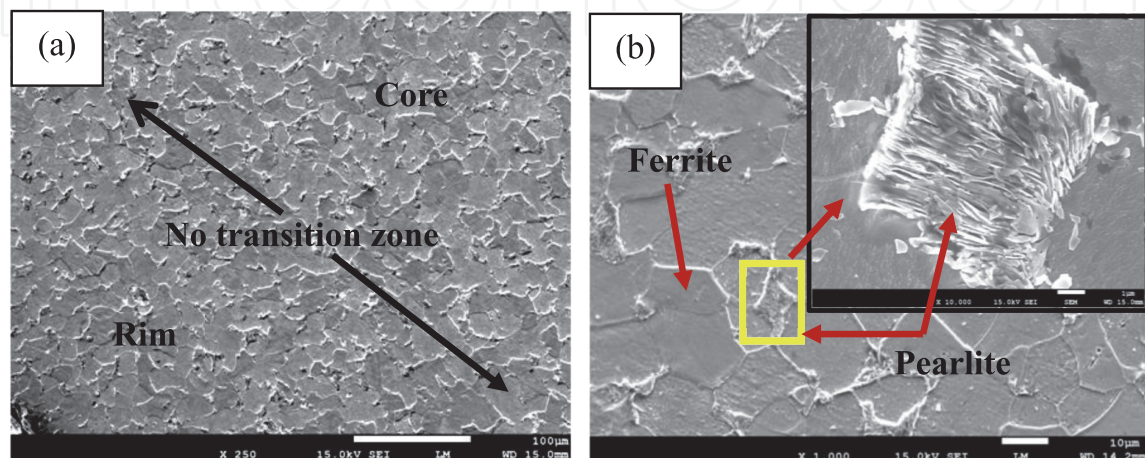 (a)
Core
No transition zone
Rim
100μm
X 250 15.0kV SEI LM WD 15.0mm
(b)
Ferrite
Pearlite
1μm
X 10,000 15.0kV SEI SEM WD 15.0mm
10μm
X 1,000 15.0kV SEI LM WD 14.2mm